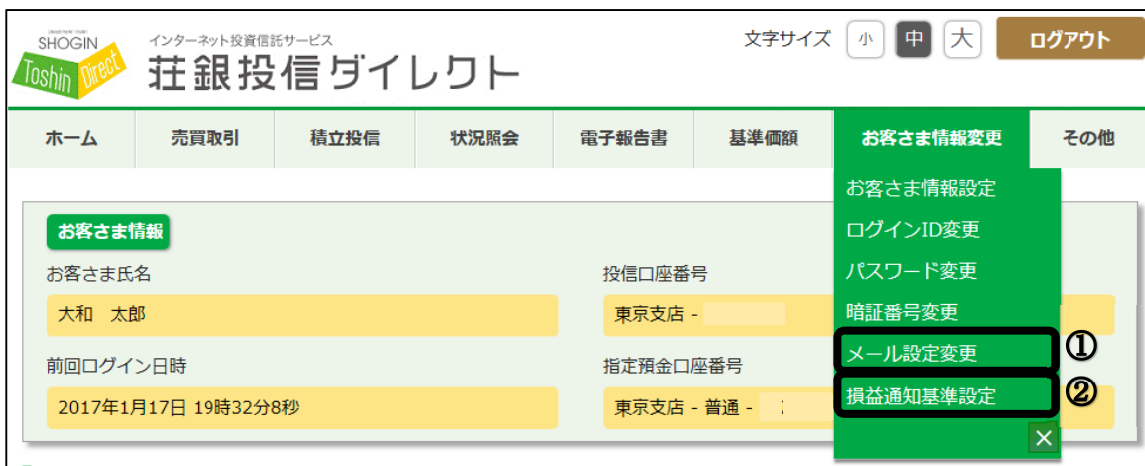 SHOGIN
Toshin Direct
インターネット投資信託サービス
荘銀投信ダイレクト
文字サイズ 小 中 大 ログアウト
ホーム 売買取引 積立投信 状況照会 電子報告書 基準価額 お客さま情報変更 その他
お客さま情報設定
ログインID変更
パスワード変更
暗証番号変更
メール設定変更 ①
損益通知基準設定 ②
×
お客さま情報
お客さま氏名 投信口座番号
大和 太郎 東京支店 -
前回ログイン日時 指定預金口座番号
2017年1月17日 19時32分8秒 東京支店 - 普通 -